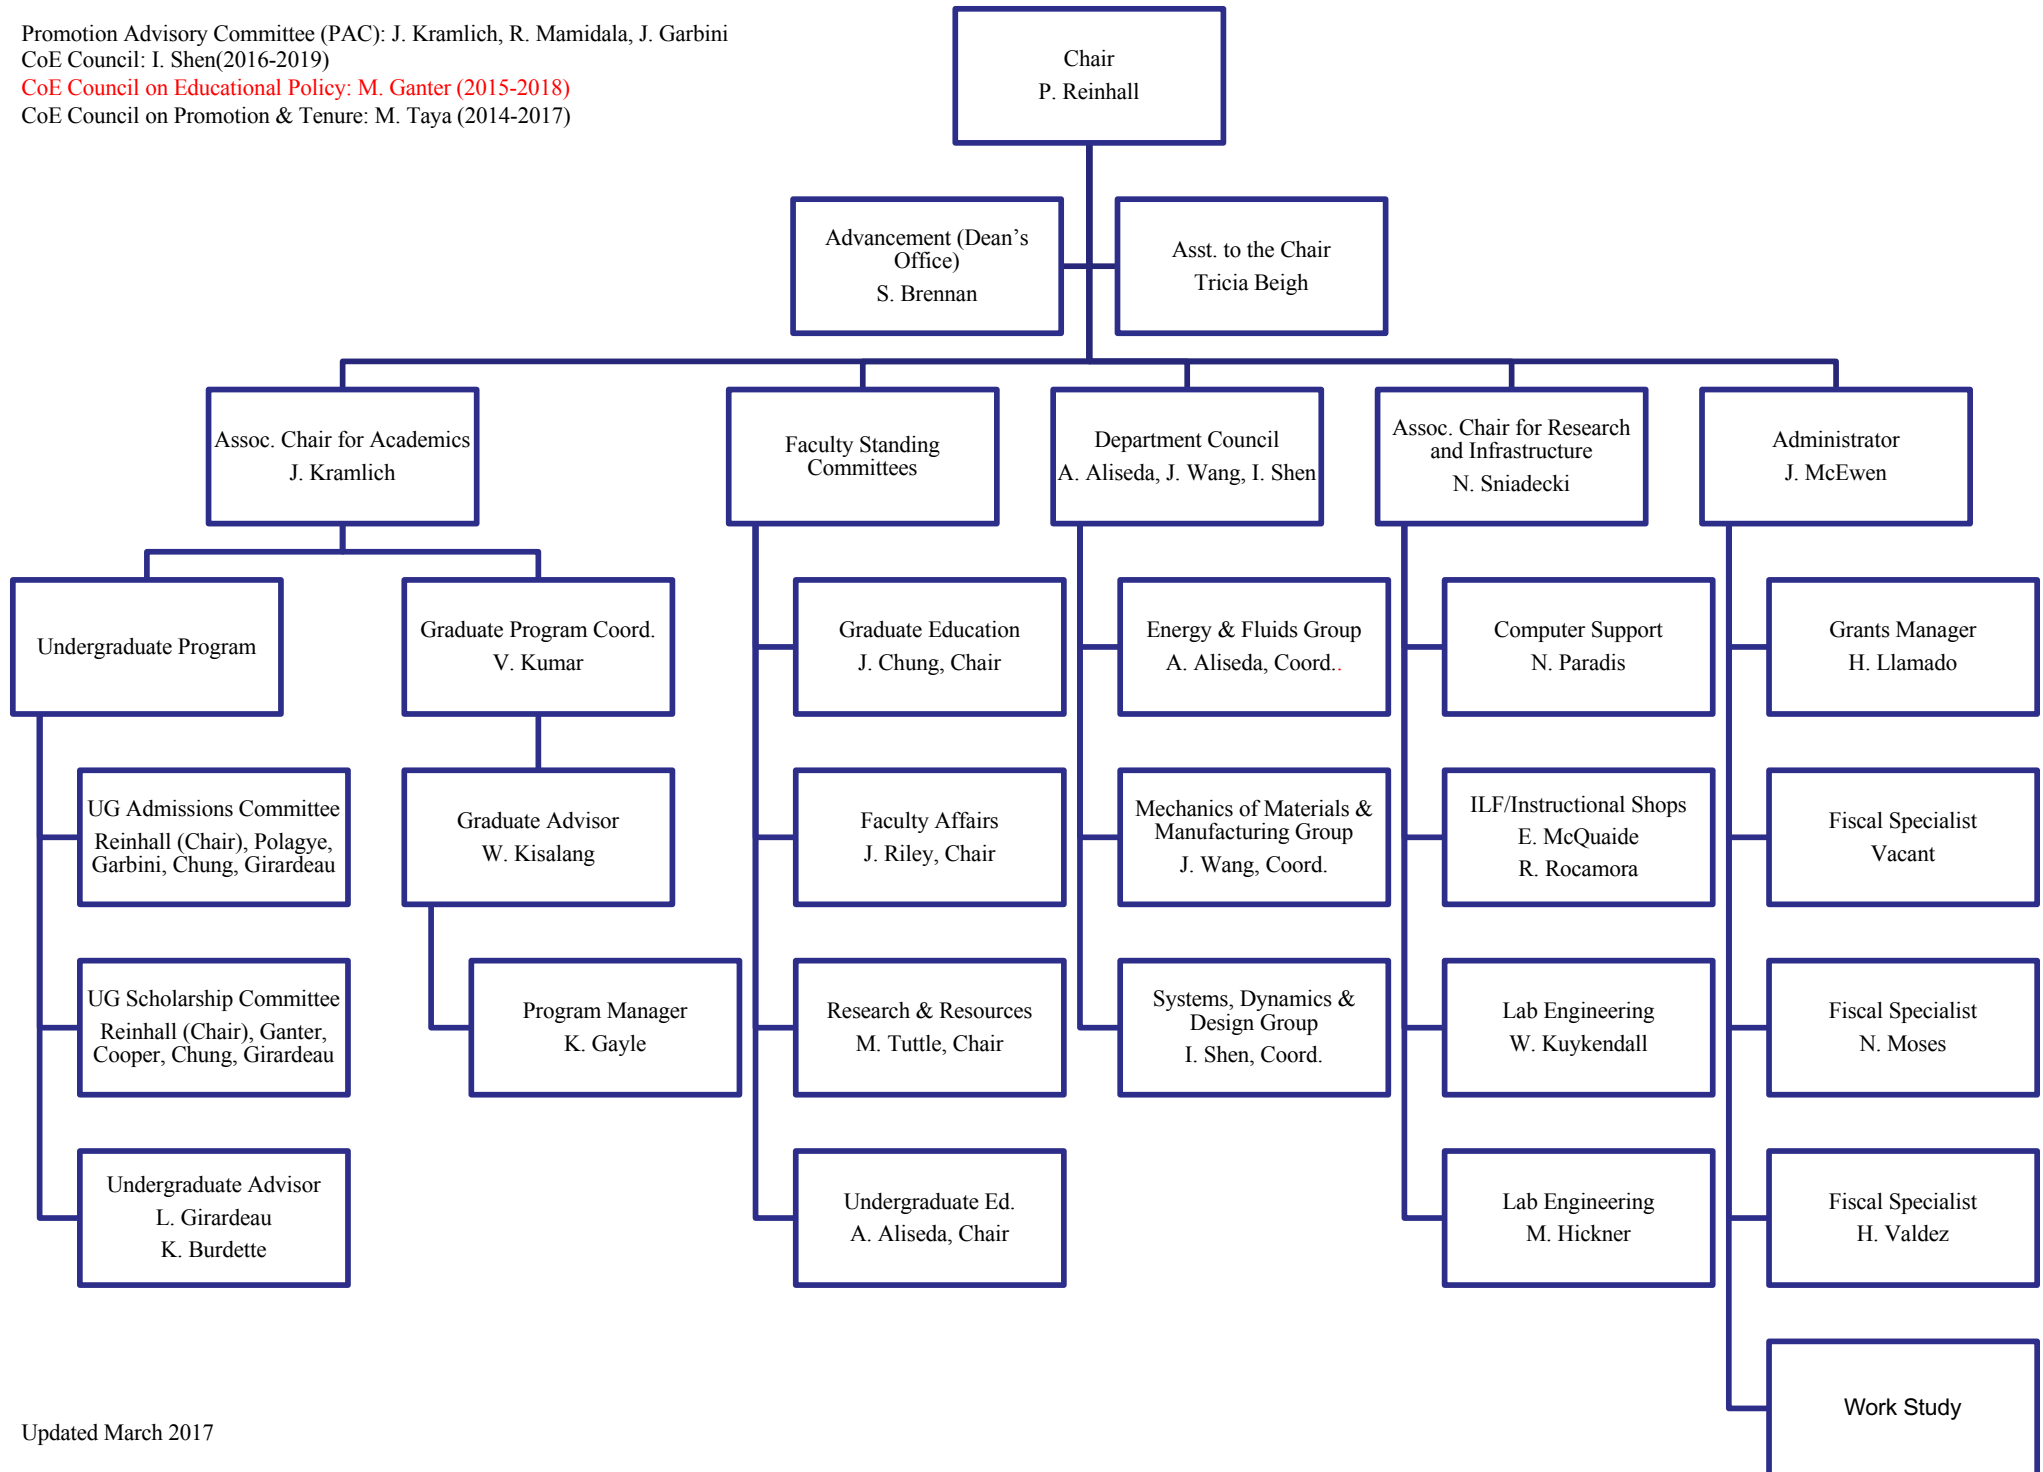 Promotion Advisory Committee (PAC): J. Kramlich, R. Mamidala, J. Garbini
CoE Council: I. Shen(2016-2019)
CoE Council on Educational Policy: M. Ganter (2015-2018)
CoE Council on Promotion & Tenure: M. Taya (2014-2017)
Chair
P. Reinhall
Advancement (Dean’s
Office)
S. Brennan
Asst. to the Chair
Tricia Beigh
Assoc. Chair for Academics
J. Kramlich
Faculty Standing
Committees
Department Council
A. Aliseda, J. Wang, I. Shen
Assoc. Chair for Research
and Infrastructure
N. Sniadecki
Administrator
J. McEwen
Undergraduate Program
Graduate Program Coord.
V. Kumar
Graduate Education
J. Chung, Chair
Energy & Fluids Group
A. Aliseda, Coord..
Computer Support
N. Paradis
Grants Manager
H. Llamado
UG Admissions Committee
Reinhall (Chair), Polagye,
Garbini, Chung, Girardeau
Graduate Advisor
W. Kisalang
Faculty Affairs
J. Riley, Chair
Mechanics of Materials &
Manufacturing Group
J. Wang, Coord.
ILF/Instructional Shops
E. McQuaide
R. Rocamora
Fiscal Specialist
Vacant
UG Scholarship Committee
Reinhall (Chair), Ganter,
Cooper, Chung, Girardeau
Program Manager
K. Gayle
Research & Resources
M. Tuttle, Chair
Systems, Dynamics &
Design Group
I. Shen, Coord.
Lab Engineering
W. Kuykendall
Fiscal Specialist
N. Moses
Undergraduate Advisor
L. Girardeau
K. Burdette
Undergraduate Ed.
A. Aliseda, Chair
Lab Engineering
M. Hickner
Fiscal Specialist
H. Valdez
Work Study
Updated March 2017